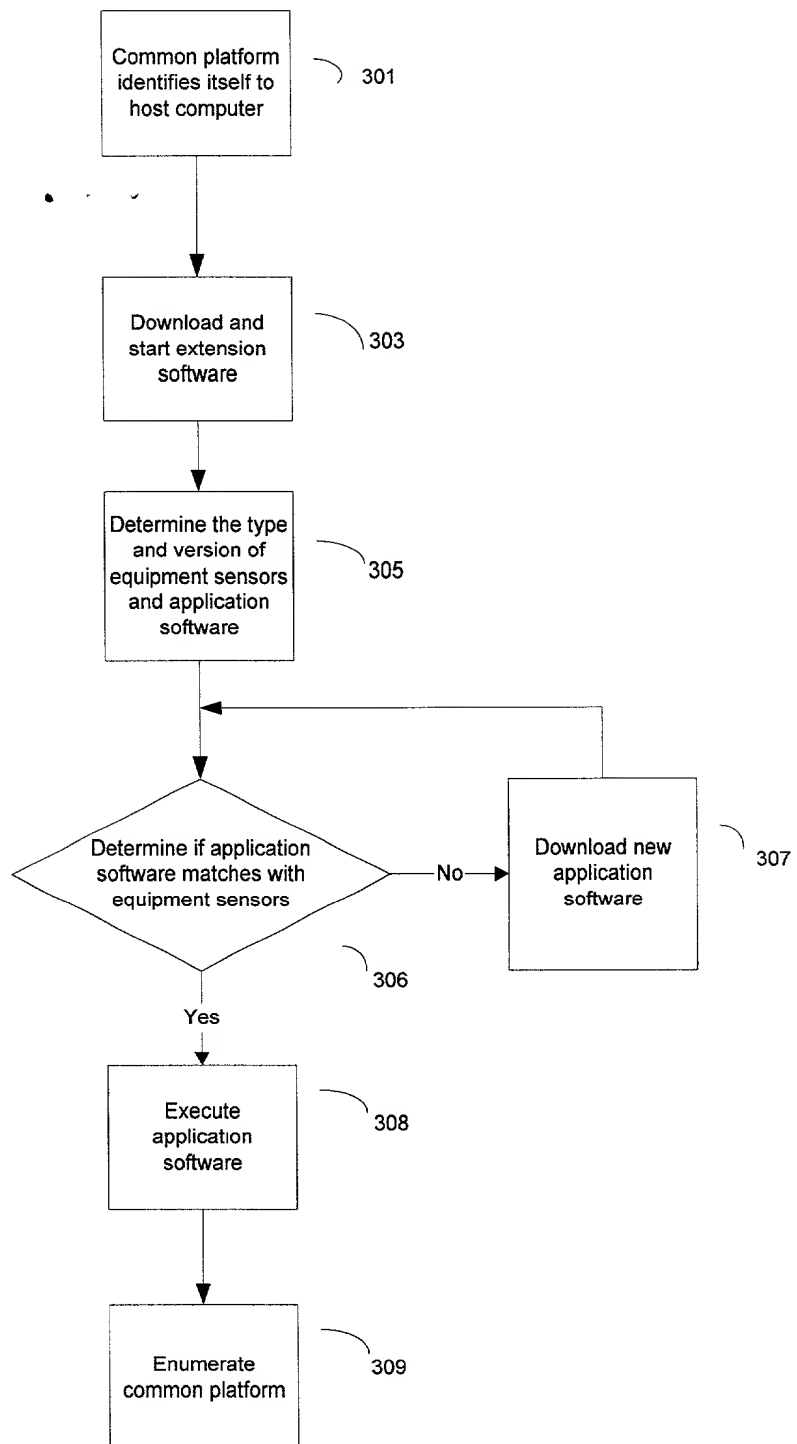 Common platform
identifies itself to
host computer
301
Download and
start extension
software
303
Determine the type
and version of
equipment sensors
and application
software
305
Determine if application
software matches with
equipment sensors
306
No
Download new
application
software
307
Yes
Execute
application
software
308
Enumerate
common platform
309